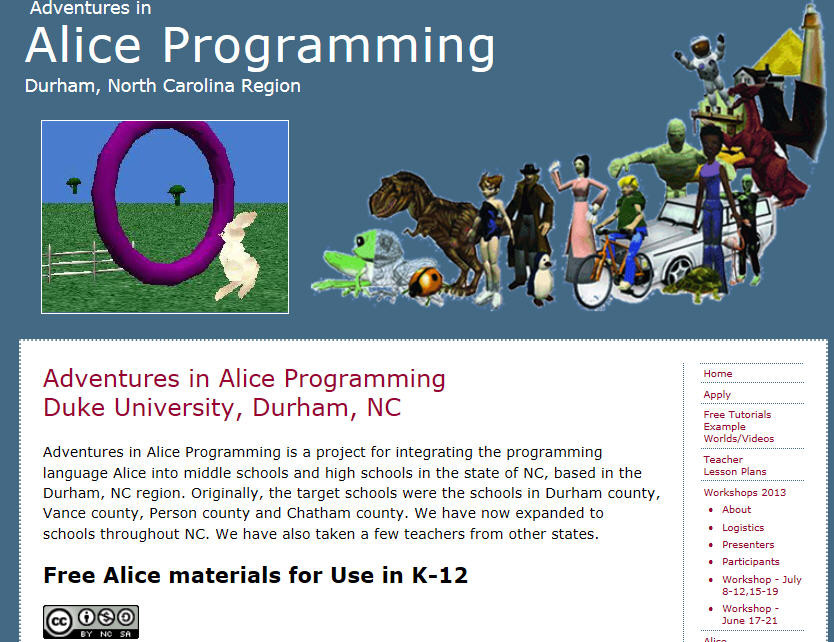 Adventures in
Alice Programming
Durham, North Carolina Region
Adventures in Alice Programming
Duke University, Durham, NC
Adventures in Alice Programming is a project for integrating the programming
language Alice into middle schools and high schools in the state of NC, based in the
Durham, NC region. Originally, the target schools were the schools in Durham county,
Vance county, Person county and Chatham county. We have now expanded to
schools throughout NC. We have also taken a few teachers from other states.
Free Alice materials for Use in K-12
cc
BY NC SA
Home
Apply
Free Tutorials
Example
Worlds/Videos
Teacher
Lesson Plans
Workshops 2013
About
Logistics
Presenters
Participants
Workshop - July
8-12,15-19
Workshop -
June 17-21
Alice